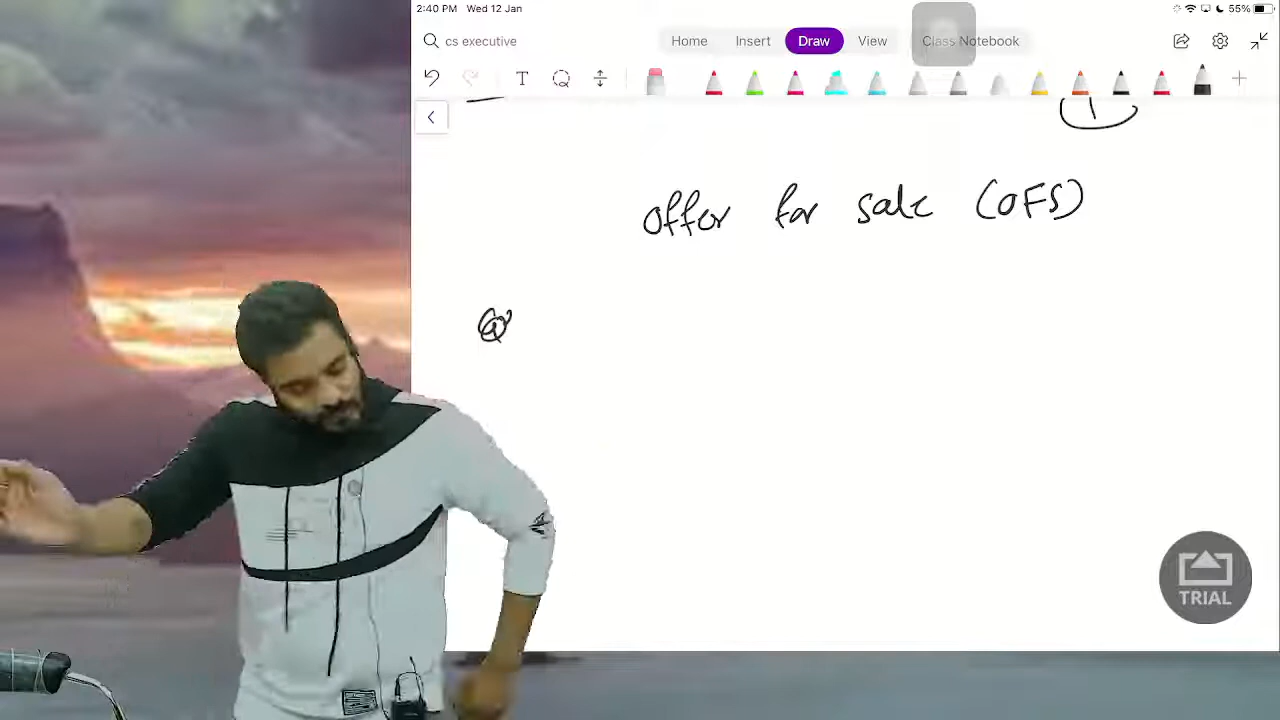 2:40 PM Wed 12 Jan
55%
cs executive
Home Insert Draw View Class Notebook
T
1
offer for sale (OFS)
TRIAL